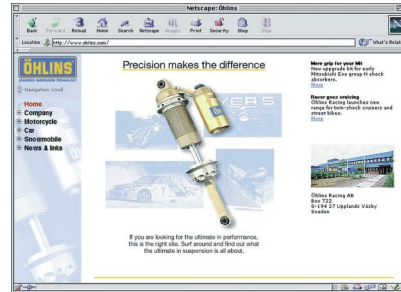 Netscape: Öhlins
Back Forward Reload Home Search Netscape Images Print Security Shop Stop
Location: http://www.ohlins.com/ What's Relat
ÖHLINS
Navigation scroll
Home
Company
Motorcycle
Car
Snowmobile
News & links
Precision makes the difference
If you are looking for the ultimate in performance,
this is the right site. Surf around and find out what
the ultimate in suspension is all about.
More grip for your Mit
New upgrade kit for early
Mitsubishi Evo group N shock
absorbers.
More
Racer goes cruising
Öhlins Racing launches new
range for twin-shock cruisers and
street bikes.
More
Öhlins Racing AB
Box 722
S-194 27 Upplands Väsby
Sweden